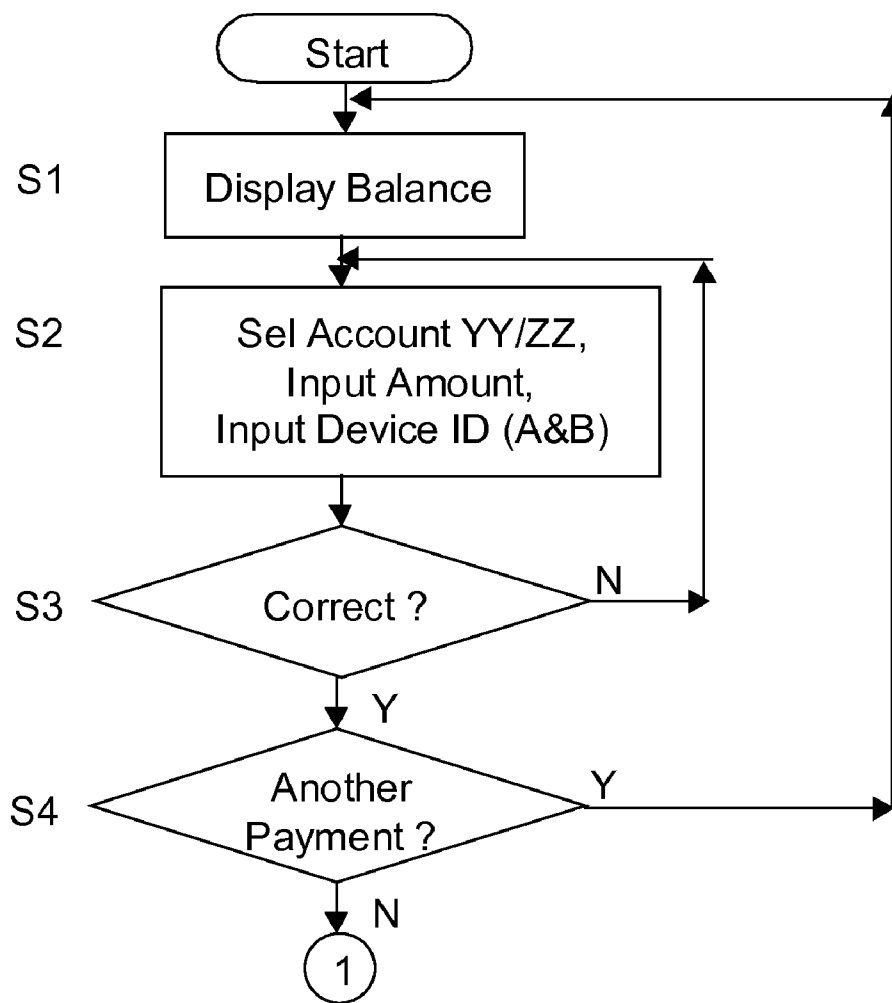 Start
S1
Display Balance
S2
Sel Account YY/ZZ,
Input Amount,
Input Device ID (A&B)
S3
Correct ?
N
Y
S4
Another
Payment ?
Y
N
1